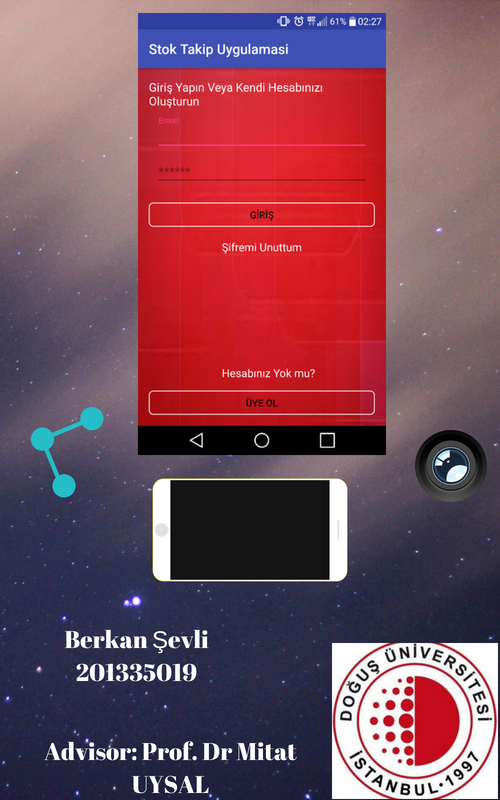 61% 02:27
Stok Takip Uygulamasi
Giriş Yapın Veya Kendi Hesabınızı
Oluşturun
Email
******
GİRİŞ
Şifremi Unuttum
Hesabınız Yok mu?
ÜYE OL
Berkan Şevli
201335019
Advisor: Prof. Dr Mitat
UYSAL
DOĞUŞ ÜNİVERSİTESİ
İSTANBUL·1997